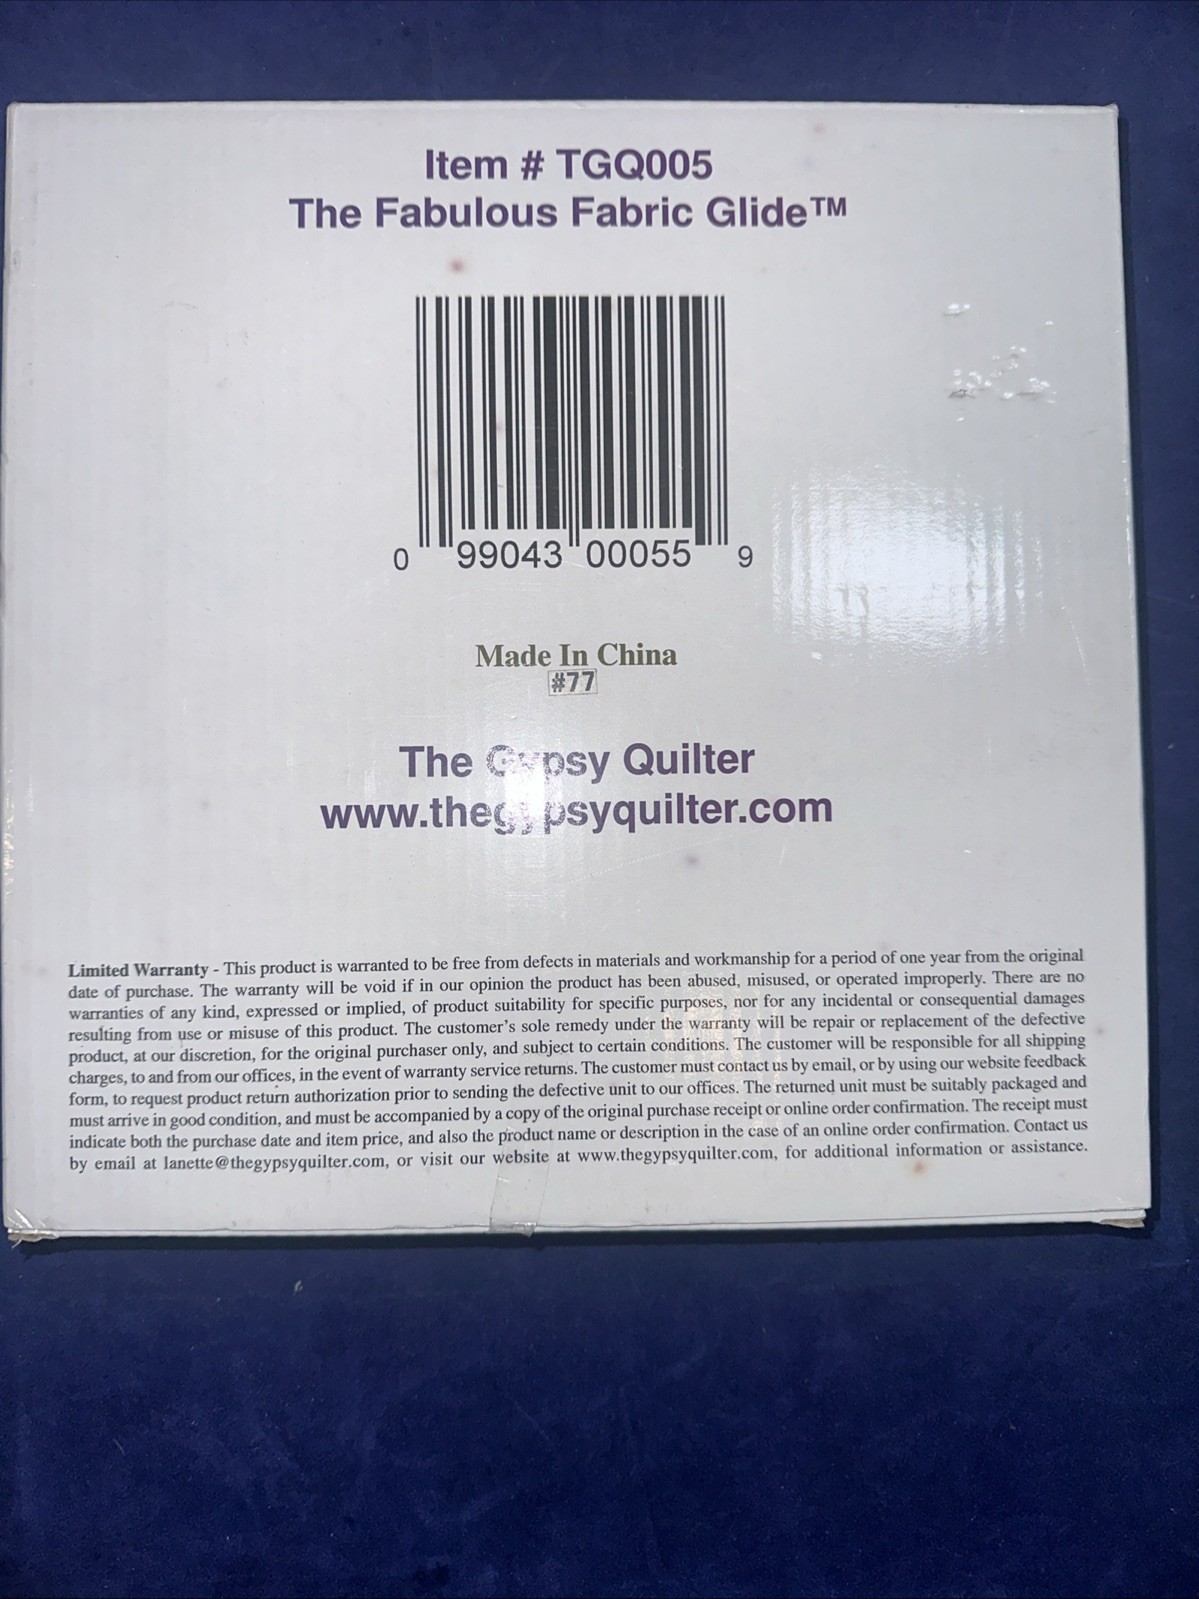 Item # TGQ005
The Fabulous Fabric Glide™
0 99043 00055 9
Made In China
#77
The Gypsy Quilter
www.thegypsyquilter.com
Limited Warranty - This product is warranted to be free from defects in materials and workmanship for a period of one year from the original
date of purchase. The warranty will be void if in our opinion the product has been abused, misused, or operated improperly. There are no
warranties of any kind, expressed or implied, of product suitability for specific purposes, nor for any incidental or consequential damages
resulting from use or misuse of this product. The customer's sole remedy under the warranty will be repair or replacement of the defective
product, at our discretion, for the original purchaser only, and subject to certain conditions. The customer will be responsible for all shipping
charges, to and from our offices, in the event of warranty service returns. The customer must contact us by email, or by using our website feedback
form, to request product return authorization prior to sending the defective unit to our offices. The returned unit must be suitably packaged and
must arrive in good condition, and must be accompanied by a copy of the original purchase receipt or online order confirmation. The receipt must
indicate both the purchase date and item price, and also the product name or description in the case of an online order confirmation. Contact us
by email at lanette@thegypsyquilter.com, or visit our website at www.thegypsyquilter.com, for additional information or assistance.